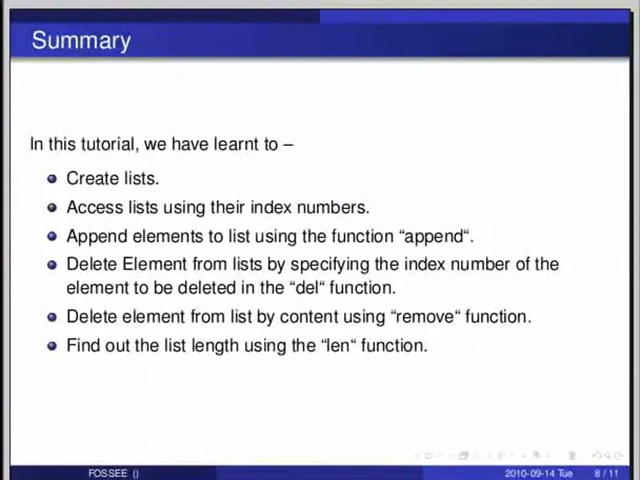 Summary
In this tutorial, we have learnt to –
Create lists.
Access lists using their index numbers.
Append elements to list using the function “append“.
Delete Element from lists by specifying the index number of the
element to be deleted in the “del“ function.
Delete element from list by content using “remove“ function.
Find out the list length using the “len“ function.
FOSSEE () 2010-09-14 Tue 8 / 11